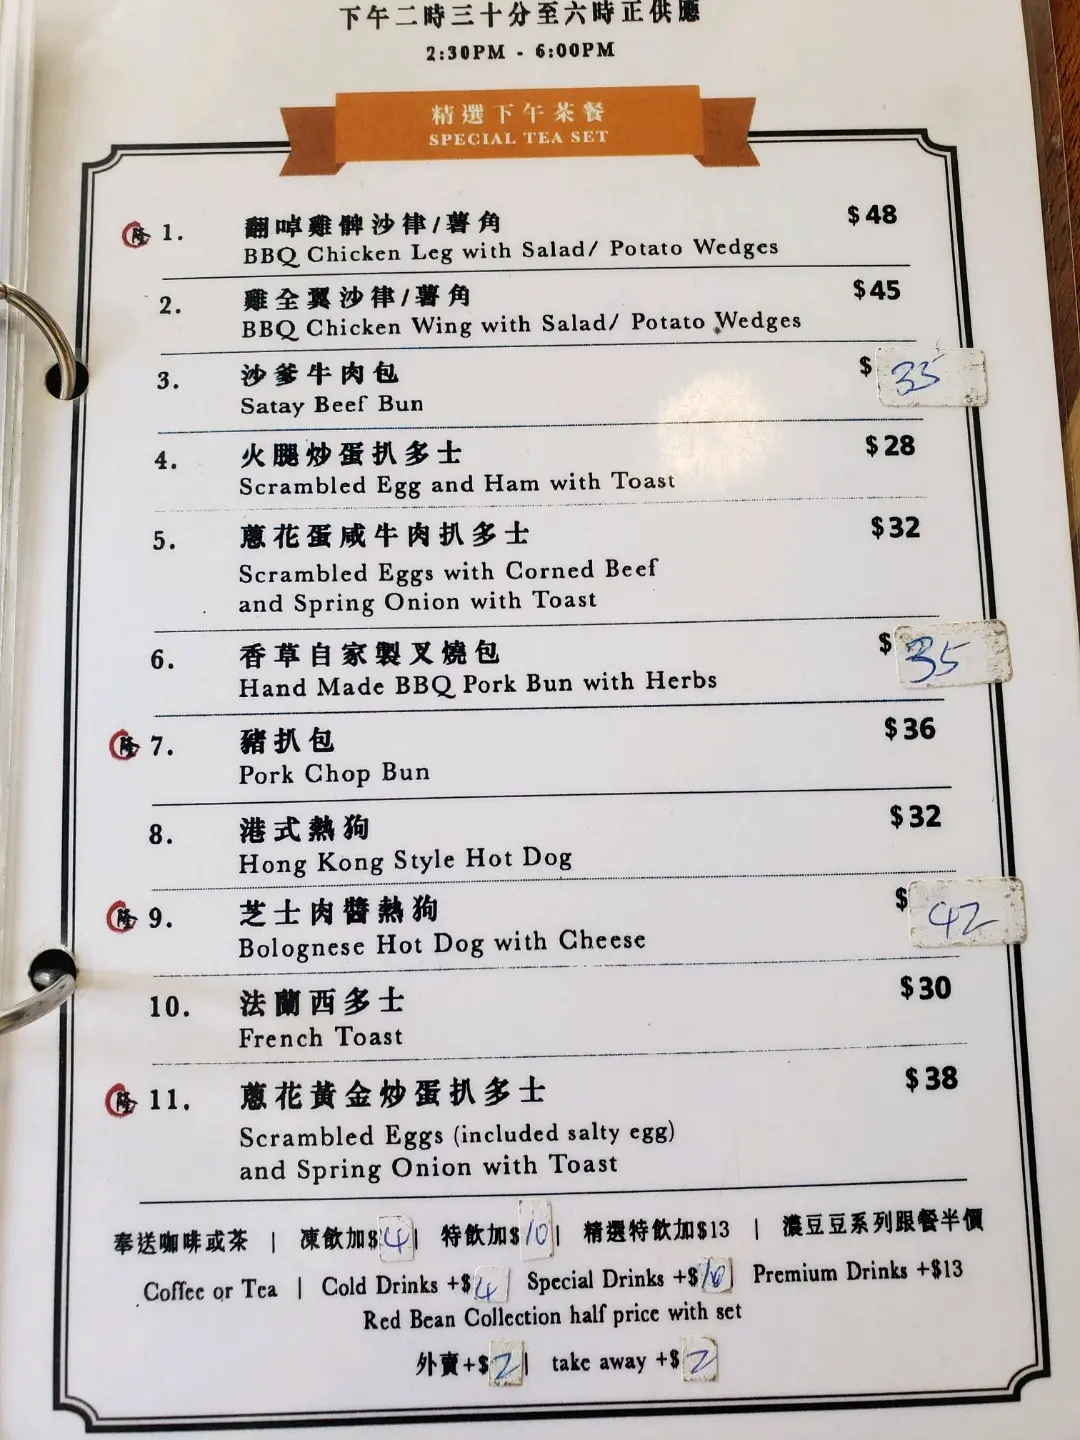 下午二時三十分至六時正供應
2:30PM - 6:00PM
精選下午茶餐
SPECIAL TEA SET
隆 1. 翻啅雞髀沙律/薯角 $48
BBQ Chicken Leg with Salad/ Potato Wedges
2. 雞全翼沙律/薯角 $45
BBQ Chicken Wing with Salad/ Potato Wedges
3. 沙爹牛肉包 $ 35
Satay Beef Bun
4. 火腿炒蛋扒多士 $28
Scrambled Egg and Ham with Toast
5. 蔥花蛋咸牛肉扒多士 $32
Scrambled Eggs with Corned Beef
and Spring Onion with Toast
6. 香草自家製叉燒包 $ 35
Hand Made BBQ Pork Bun with Herbs
隆 7. 豬扒包 $36
Pork Chop Bun
8. 港式熱狗 $32
Hong Kong Style Hot Dog
隆 9. 芝士肉醬熱狗 $ 42
Bolognese Hot Dog with Cheese
10. 法蘭西多士 $30
French Toast
隆 11. 蔥花黃金炒蛋扒多士 $38
Scrambled Eggs (included salty egg)
and Spring Onion with Toast
奉送咖啡或茶 | 凍飲加$4 | 特飲加$10 | 精選特飲加$13 | 濃豆豆系列跟餐半價
Coffee or Tea | Cold Drinks +$4 | Special Drinks +$10 | Premium Drinks +$13
Red Bean Collection half price with set
外賣+$2 | take away +$2